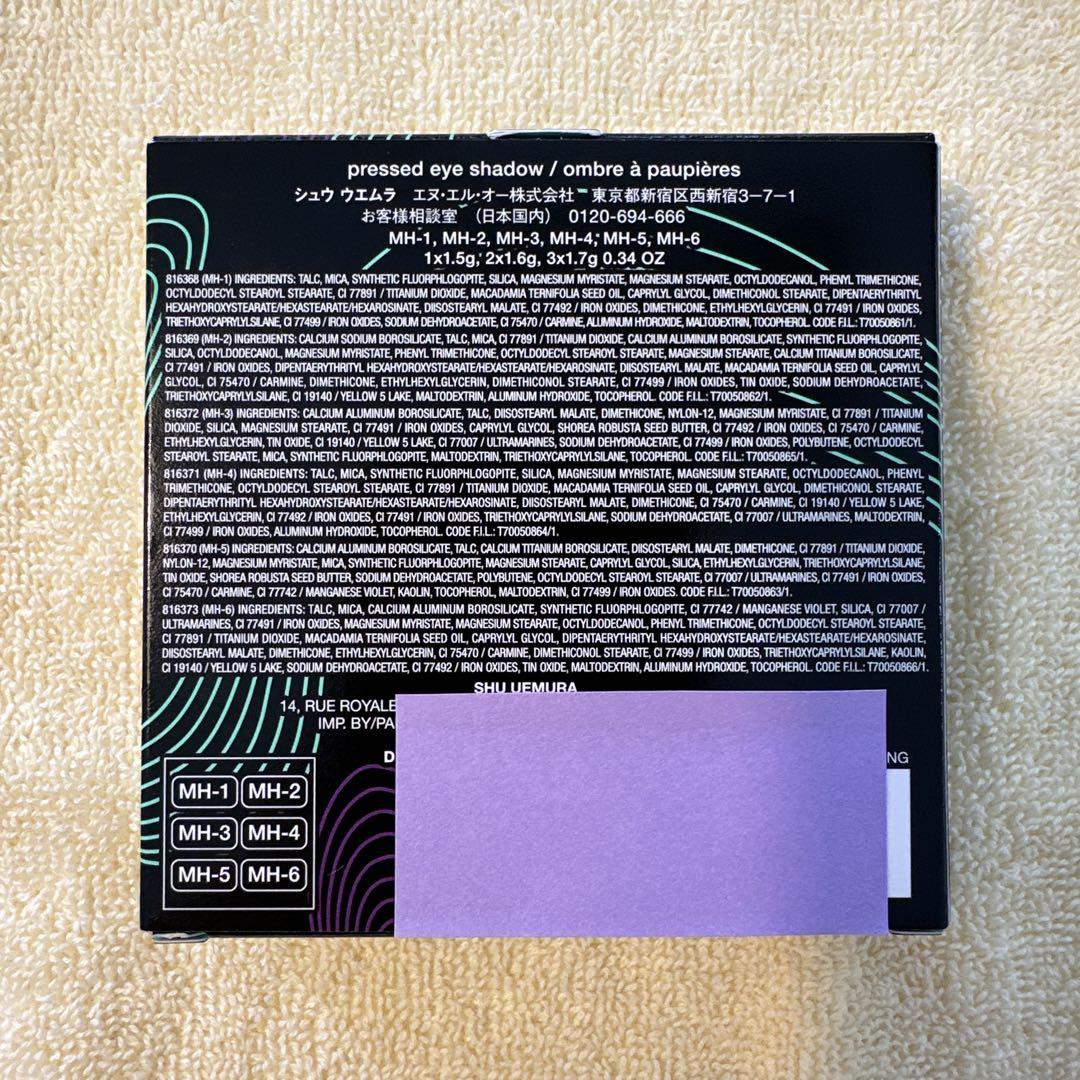 pressed eye shadow / ombre à paupières
シュウ ウエムラ エヌ・エル・オー株式会社 東京都新宿区西新宿3-7-1
お客様相談室 (日本国内) 0120-694-666
MH-1, MH-2, MH-3, MH-4, MH-5, MH-6
1x1.5g, 2x1.6g, 3x1.7g 0.34 OZ
816368 (MH-1) INGREDIENTS: TALC, MICA, SYNTHETIC FLUORPHLOGOPITE, SILICA, MAGNESIUM MYRISTATE, MAGNESIUM STEARATE, OCTYLDODECANOL, PHENYL TRIMETHICONE,
OCTYLDODECYL STEAROYL STEARATE, CI 77891 / TITANIUM DIOXIDE, MACADAMIA TERNIFOLIA SEED OIL, CAPRYLYL GLYCOL, DIMETHICONOL STEARATE, DIPENTAERYTHRITYL
HEXAHYDROXYSTEARATE/HEXASTEARATE/HEXAROSINATE, DIISOSTEARYL MALATE, CI 77492 / IRON OXIDES, DIMETHICONE, ETHYLHEXYLGLYCERIN, CI 77491 / IRON OXIDES,
TRIETHOXYCAPRYLYLSILANE, CI 77499 / IRON OXIDES, SODIUM DEHYDROACETATE, CI 75470 / CARMINE, ALUMINUM HYDROXIDE, MALTODEXTRIN, TOCOPHEROL. CODE F.I.L.: T70050861/1.
816369 (MH-2) INGREDIENTS: CALCIUM SODIUM BOROSILICATE, TALC, MICA, CI 77891 / TITANIUM DIOXIDE, CALCIUM ALUMINUM BOROSILICATE, SYNTHETIC FLUORPHLOGOPITE,
SILICA, OCTYLDODECANOL, MAGNESIUM MYRISTATE, PHENYL TRIMETHICONE, OCTYLDODECYL STEAROYL STEARATE, MAGNESIUM STEARATE, CALCIUM TITANIUM BOROSILICATE,
CI 77491 / IRON OXIDES, DIPENTAERYTHRITYL HEXAHYDROXYSTEARATE/HEXASTEARATE/HEXAROSINATE, DIISOSTEARYL MALATE, MACADAMIA TERNIFOLIA SEED OIL, CAPRYLYL
GLYCOL, CI 75470 / CARMINE, DIMETHICONE, ETHYLHEXYLGLYCERIN, DIMETHICONOL STEARATE, CI 77499 / IRON OXIDES, TIN OXIDE, SODIUM DEHYDROACETATE,
TRIETHOXYCAPRYLYLSILANE, CI 19140 / YELLOW 5 LAKE, MALTODEXTRIN, ALUMINUM HYDROXIDE, TOCOPHEROL. CODE F.I.L.: T70050862/1.
816372 (MH-3) INGREDIENTS: CALCIUM ALUMINUM BOROSILICATE, TALC, DIISOSTEARYL MALATE, DIMETHICONE, NYLON-12, MAGNESIUM MYRISTATE, CI 77891 / TITANIUM
DIOXIDE, SILICA, MAGNESIUM STEARATE, CI 77491 / IRON OXIDES, CAPRYLYL GLYCOL, SHOREA ROBUSTA SEED BUTTER, CI 77492 / IRON OXIDES, CI 75470 / CARMINE,
ETHYLHEXYLGLYCERIN, TIN OXIDE, CI 19140 / YELLOW 5 LAKE, CI 77007 / ULTRAMARINES, SODIUM DEHYDROACETATE, CI 77499 / IRON OXIDES, POLYBUTENE, OCTYLDODECYL
STEAROYL STEARATE, MICA, SYNTHETIC FLUORPHLOGOPITE, MALTODEXTRIN, TRIETHOXYCAPRYLYLSILANE, TOCOPHEROL. CODE F.I.L.: T70050865/1.
816371 (MH-4) INGREDIENTS: TALC, MICA, SYNTHETIC FLUORPHLOGOPITE, SILICA, MAGNESIUM MYRISTATE, MAGNESIUM STEARATE, OCTYLDODECANOL, PHENYL
TRIMETHICONE, OCTYLDODECYL STEAROYL STEARATE, CI 77891 / TITANIUM DIOXIDE, MACADAMIA TERNIFOLIA SEED OIL, CAPRYLYL GLYCOL, DIMETHICONOL STEARATE,
DIPENTAERYTHRITYL HEXAHYDROXYSTEARATE/HEXASTEARATE/HEXAROSINATE, DIISOSTEARYL MALATE, DIMETHICONE, CI 75470 / CARMINE, CI 19140 / YELLOW 5 LAKE,
ETHYLHEXYLGLYCERIN, CI 77492 / IRON OXIDES, CI 77491 / IRON OXIDES, TRIETHOXYCAPRYLYLSILANE, SODIUM DEHYDROACETATE, CI 77007 / ULTRAMARINES, MALTODEXTRIN,
CI 77499 / IRON OXIDES, ALUMINUM HYDROXIDE, TOCOPHEROL. CODE F.I.L.: T70050864/1.
816370 (MH-5) INGREDIENTS: CALCIUM ALUMINUM BOROSILICATE, TALC, CALCIUM TITANIUM BOROSILICATE, DIISOSTEARYL MALATE, DIMETHICONE, CI 77891 / TITANIUM DIOXIDE,
NYLON-12, MAGNESIUM MYRISTATE, MICA, SYNTHETIC FLUORPHLOGOPITE, MAGNESIUM STEARATE, CAPRYLYL GLYCOL, SILICA, ETHYLHEXYLGLYCERIN, TRIETHOXYCAPRYLYLSILANE,
TIN OXIDE, SHOREA ROBUSTA SEED BUTTER, SODIUM DEHYDROACETATE, POLYBUTENE, OCTYLDODECYL STEAROYL STEARATE, CI 77007 / ULTRAMARINES, CI 77491 / IRON OXIDES,
CI 75470 / CARMINE, CI 77742 / MANGANESE VIOLET, KAOLIN, TOCOPHEROL, MALTODEXTRIN, CI 77499 / IRON OXIDES. CODE F.I.L.: T70050863/1.
816373 (MH-6) INGREDIENTS: TALC, MICA, CALCIUM ALUMINUM BOROSILICATE, SYNTHETIC FLUORPHLOGOPITE, CI 77742 / MANGANESE VIOLET, SILICA, CI 77007 /
ULTRAMARINES, CI 77491 / IRON OXIDES, MAGNESIUM MYRISTATE, MAGNESIUM STEARATE, OCTYLDODECANOL, PHENYL TRIMETHICONE, OCTYLDODECYL STEAROYL STEARATE,
CI 77891 / TITANIUM DIOXIDE, MACADAMIA TERNIFOLIA SEED OIL, CAPRYLYL GLYCOL, DIPENTAERYTHRITYL HEXAHYDROXYSTEARATE/HEXASTEARATE/HEXAROSINATE,
DIISOSTEARYL MALATE, DIMETHICONE, ETHYLHEXYLGLYCERIN, CI 75470 / CARMINE, DIMETHICONOL STEARATE, CI 77499 / IRON OXIDES, TRIETHOXYCAPRYLYLSILANE, KAOLIN,
CI 19140 / YELLOW 5 LAKE, SODIUM DEHYDROACETATE, CI 77492 / IRON OXIDES, TIN OXIDE, MALTODEXTRIN, ALUMINUM HYDROXIDE, TOCOPHEROL. CODE F.I.L.: T70050866/1.
SHU UEMURA
14, RUE ROYALE
IMP. BY/PA
D NG
MH-1 MH-2
MH-3 MH-4
MH-5 MH-6